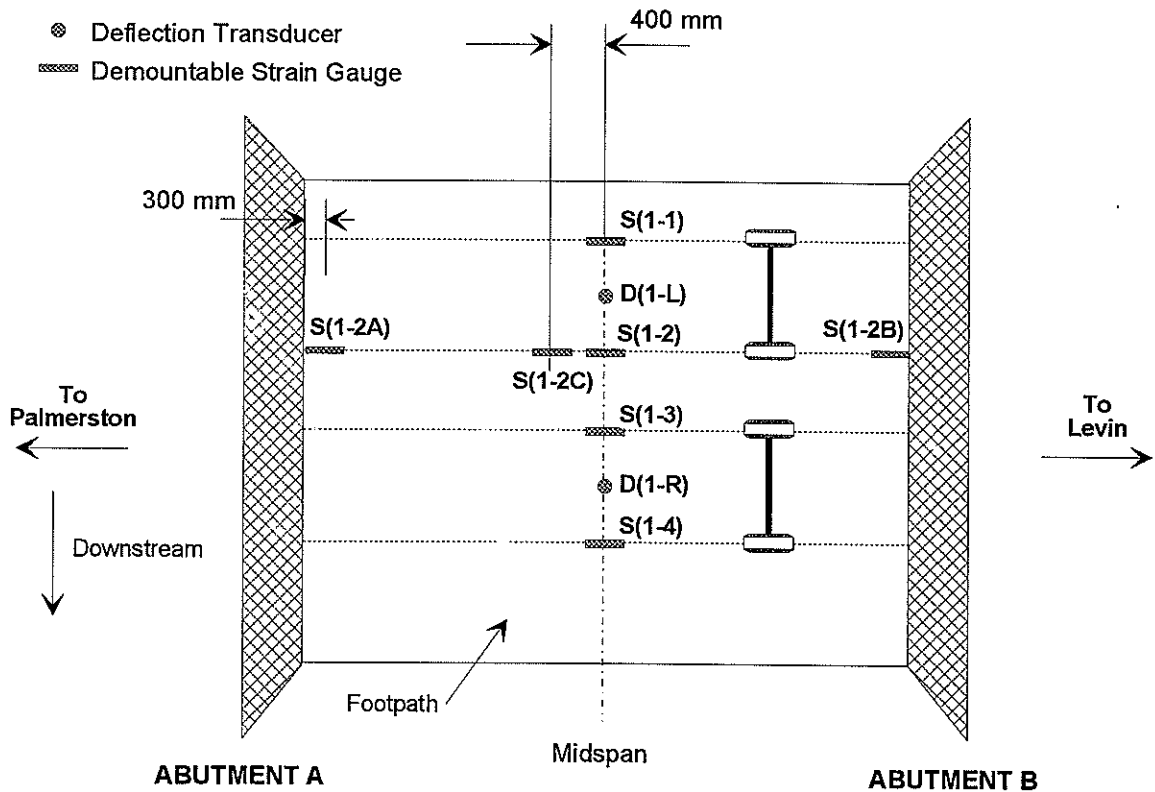 400 mm
Deflection Transducer
Demountable Strain Gauge
300 mm
S(1-1)
D(1-L)
S(1-2A)
S(1-2)
S(1-2B)
S(1-2C)
To
Palmerston
S(1-3)
To
Levin
D(1-R)
S(1-4)
Downstream
Footpath
Midspan
ABUTMENT A
ABUTMENT B